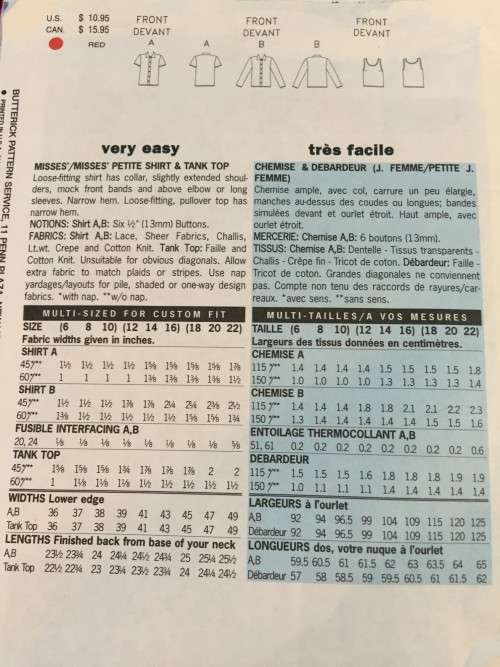 U.S. $ 10.95
CAN. $ 15.95
RED
FRONT
DEVANT
A
A
FRONT
DEVANT
B
B
FRONT
DEVANT
BUTTERICK PATTERN SERVICE, 11 PENN PLAZA, NEW
very easy
MISSES'/MISSES' PETITE SHIRT & TANK TOP
Loose-fitting shirt has collar, slightly extended shoul-
ders, mock front bands and above elbow or long
sleeves. Narrow hem. Loose-fitting, pullover top has
narrow hem.
NOTIONS: Shirt A,B: Six ½" (13mm) Buttons.
FABRICS: Shirt A,B: Lace, Sheer Fabrics, Challis,
Lt.wt. Crepe and Cotton Knit. Tank Top: Faille and
Cotton Knit. Unsuitable for obvious diagonals. Allow
extra fabric to match plaids or stripes. Use nap
yardages/layouts for pile, shaded or one-way design
fabrics. *with nap. **w/o nap.
MULTI-SIZED FOR CUSTOM FIT
SIZE (6 8 10) (12 14 16) (18 20 22)
Fabric widths given in inches.
SHIRT A
45"/** 1½ 1½ 1½ 1½ 1⅝ 1⅝ 1⅝ 1⅝ 1⅞
60"/** 1 1 1 1 1⅜ 1⅜ 1⅜ 1⅜ 1½
SHIRT B
45"/** 1½ 1½ 1½ 1⅞ 1⅞ 2¼ 2¼ 2⅜ 2½
60"/** 1⅜ 1½ 1½ 1½ 1½ 1½ 1⅝ 1⅝ 1¾
FUSIBLE INTERFACING A,B
20, 24 ⅛ ⅛ ⅛ ⅛ ⅛ ⅛ ⅛ ⅛ ⅝
TANK TOP
45"/** 1⅝ 1⅝ 1⅝ 1¾ 1⅞ 1⅞ 1⅞ 2 2
60"/** 1 1⅛ 1⅛ 1⅛ 1½ 1½ 1½ 1½ 1½
WIDTHS Lower edge
A,B 36 37 38 39 41 43 45 47 49
Tank Top 36 37 38 39 41 43 45 47 49
LENGTHS Finished back from base of your neck
A,B 23½ 23¾ 24 24¼ 24½ 24¾ 25 25¼ 25½
Tank Top 22½ 22¾ 23 23¼ 23½ 23¾ 24 24¼ 24½
très facile
CHEMISE & DEBARDEUR (J. FEMME/PETITE J.
FEMME)
Chemise ample, avec col, carrure un peu élargie,
manches au-dessus des coudes ou longues; bandes
simulées devant et ourlet étroit. Haut ample, avec
ourlet étroit.
MERCERIE: Chemise A,B: 6 boutons (13mm).
TISSUS: Chemise A,B: Dentelle - Tissus transparents -
Challis - Crêpe fin - Tricot de coton. Débardeur: Faille -
Tricot de coton. Grandes diagonales ne conviennent
pas. Compte non tenu des raccords de rayures/car-
reaux. *avec sens. **sans sens.
MULTI-TAILLES/A VOS MESURES
TAILLE (6 8 10) (12 14 16) (18 20 22)
Largeurs des tissus données en centimètres.
CHEMISE A
115*/** 1.4 1.4 1.4 1.4 1.5 1.5 1.5 1.5 1.8
150*/** 1.0 1.0 1.0 1.0 1.3 1.3 1.3 1.3 1.4
CHEMISE B
115*/** 1.4 1.4 1.4 1.8 1.8 2.1 2.1 2.2 2.3
150*/** 1.3 1.4 1.4 1.4 1.4 1.4 1.5 1.5 1.6
ENTOILAGE THERMOCOLLANT A,B
51, 61 0.2 0.2 0.2 0.2 0.2 0.2 0.2 0.2 0.6
DEBARDEUR
115*/** 1.5 1.5 1.5 1.6 1.8 1.8 1.8 1.9 1.9
150*/** 1.0 1.1 1.1 1.1 1.4 1.4 1.4 1.4 1.4
LARGEURS à l'ourlet
A,B 92 94 96.5 99 104 109 115 120 125
Débardeur 92 94 96.5 99 104 109 115 120 125
LONGUEURS dos, votre nuque à l'ourlet
A,B 59.5 60.5 61 61.5 62 63 63.5 64 65
Débardeur 57 58 58.5 59 59.5 60.5 61 61.5 62